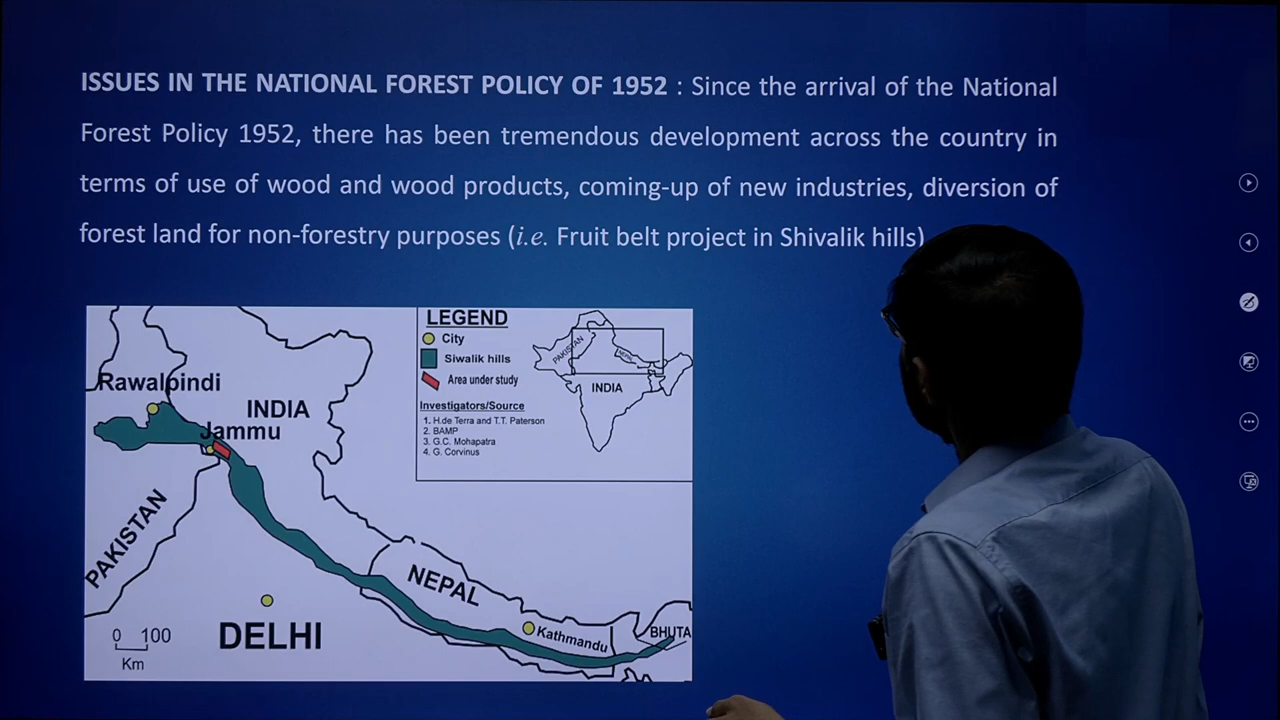 ISSUES IN THE NATIONAL FOREST POLICY OF 1952 : Since the arrival of the National
Forest Policy 1952, there has been tremendous development across the country in
terms of use of wood and wood products, coming-up of new industries, diversion of
forest land for non-forestry purposes (i.e. Fruit belt project in Shivalik hills)
LEGEND
City
Siwalik hills
Area under study
Investigators/Source
1. H.de Terra and T.T. Paterson
2. BAMP
3. G.C. Mohapatra
4. G. Corvinus
PAKISTAN
NEPAL
INDIA
Rawalpindi
INDIA
Jammu
PAKISTAN
NEPAL
Kathmandu
BHUTA
DELHI
0 100
Km